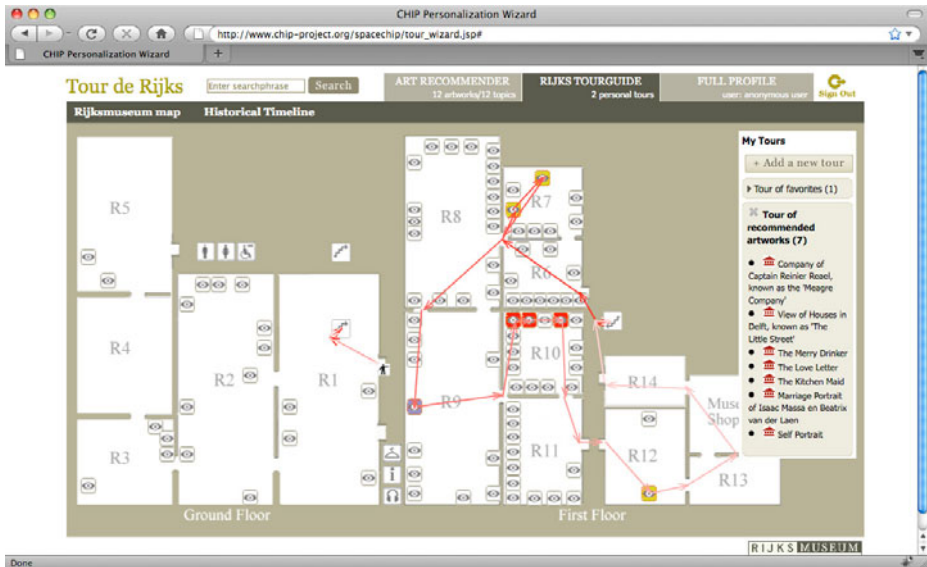 CHIP Personalization Wizard
http://www.chip-project.org/spacechip/tour_wizard.jsp#
CHIP Personalization Wizard
Tour de Rijks
Enter searchphrase
Search
ART RECOMMENDER
12 artworks/12 topics
RIJKS TOURGUIDE
2 personal tours
FULL PROFILE
user: anonymous user
Sign Out
Rijksmuseum map
Historical Timeline
My Tours
+ Add a new tour
Tour of favorites (1)
Tour of
recommended
artworks (7)
Company of
Captain Reinier Reael,
known as the 'Meagre
Company'
View of Houses in
Delft, known as 'The
Little Street'
The Merry Drinker
The Love Letter
The Kitchen Maid
Marriage Portrait
of Isaac Massa en Beatrix
van der Laen
Self Portrait
R5
R4
R3
R2
R1
R8
R7
R6
R9
R10
R11
R14
Muse
Shop
R12
R13
i
Ground Floor
First Floor
RIJKS MUSEUM
Done